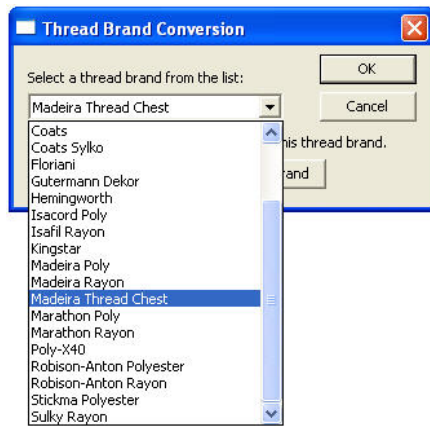 Thread Brand Conversion
Select a thread brand from the list:
OK
Madeira Thread Chest
Cancel
Coats
Coats Sylko
Floriani
Gutermann Dekor
Hemingworth
Isacord Poly
Isafil Rayon
Kingstar
Madeira Poly
Madeira Rayon
Madeira Thread Chest
Marathon Poly
Marathon Rayon
Poly-X40
Robison-Anton Polyester
Robison-Anton Rayon
Stickma Polyester
Sulky Rayon
his thread brand.
and